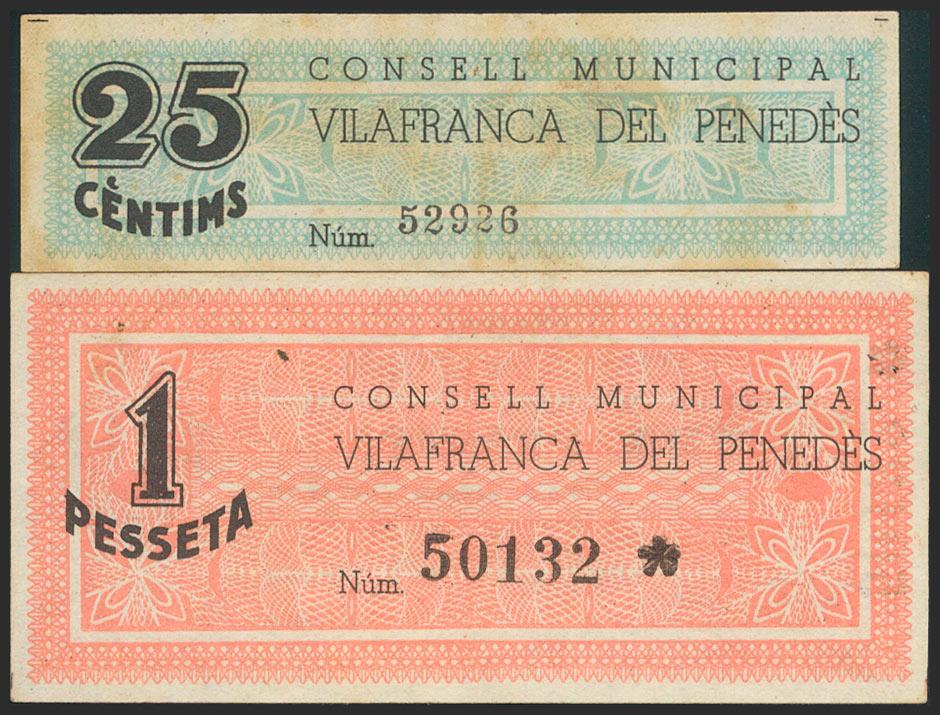 25
CÈNTIMS
CONSELL MUNICIPAL
VILAFRANCA DEL PENEDÈS
Núm. 52926
1
PESSETA
CONSELL MUNICIPAL
VILAFRANCA DEL PENEDÈS
Núm. 50132